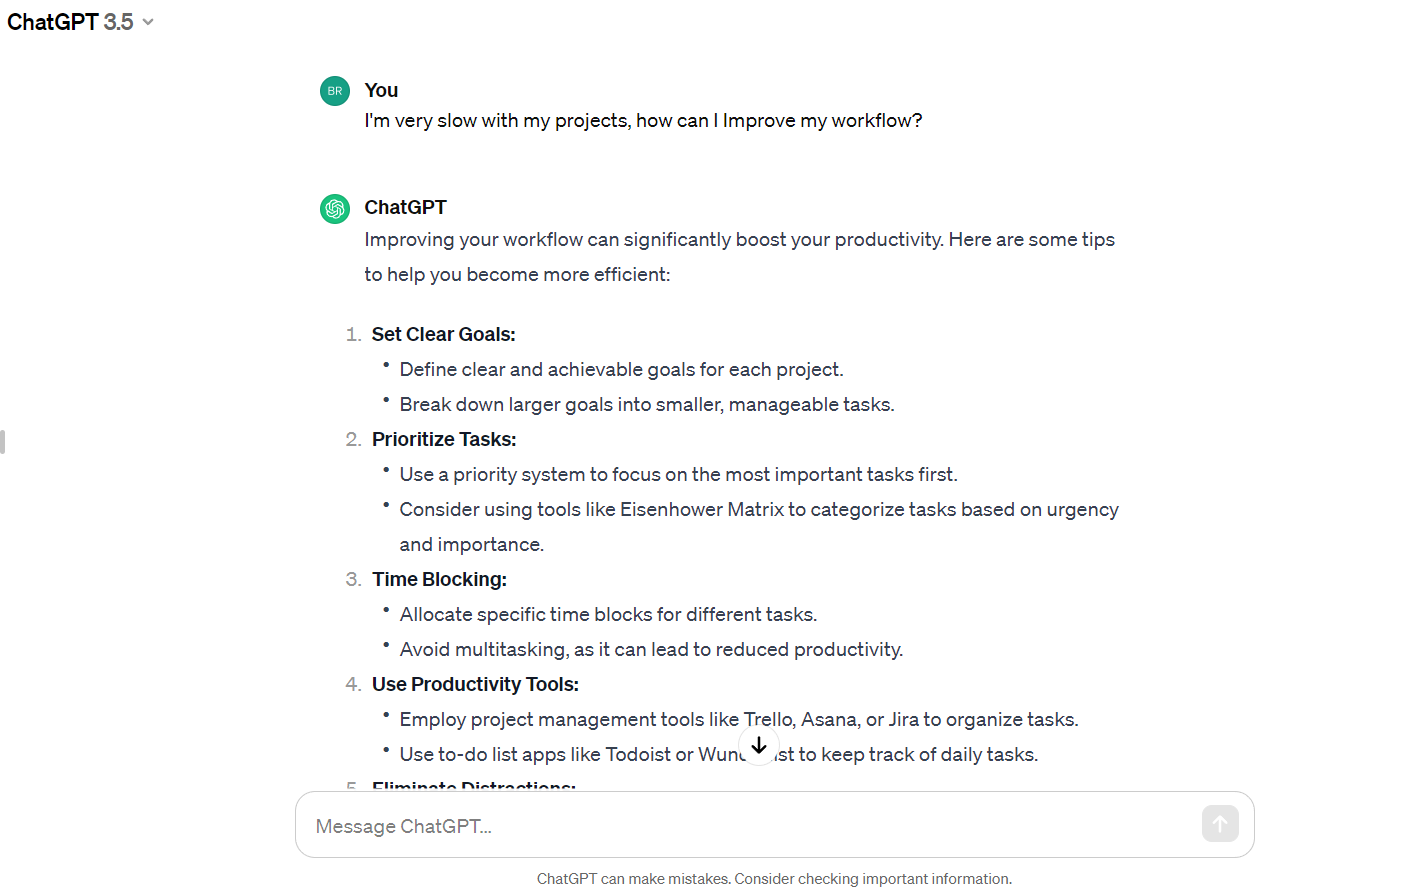 ChatGPT 3.5
BR
You
I'm very slow with my projects, how can I Improve my workflow?
ChatGPT
Improving your workflow can significantly boost your productivity. Here are some tips
to help you become more efficient:
1. Set Clear Goals:
• Define clear and achievable goals for each project.
• Break down larger goals into smaller, manageable tasks.
2. Prioritize Tasks:
• Use a priority system to focus on the most important tasks first.
• Consider using tools like Eisenhower Matrix to categorize tasks based on urgency
and importance.
3. Time Blocking:
• Allocate specific time blocks for different tasks.
• Avoid multitasking, as it can lead to reduced productivity.
4. Use Productivity Tools:
• Employ project management tools like Trello, Asana, or Jira to organize tasks.
• Use to-do list apps like Todoist or to keep track of daily tasks.
5. Eliminate Distractions:
Message ChatGPT...
ChatGPT can make mistakes. Consider checking important information.